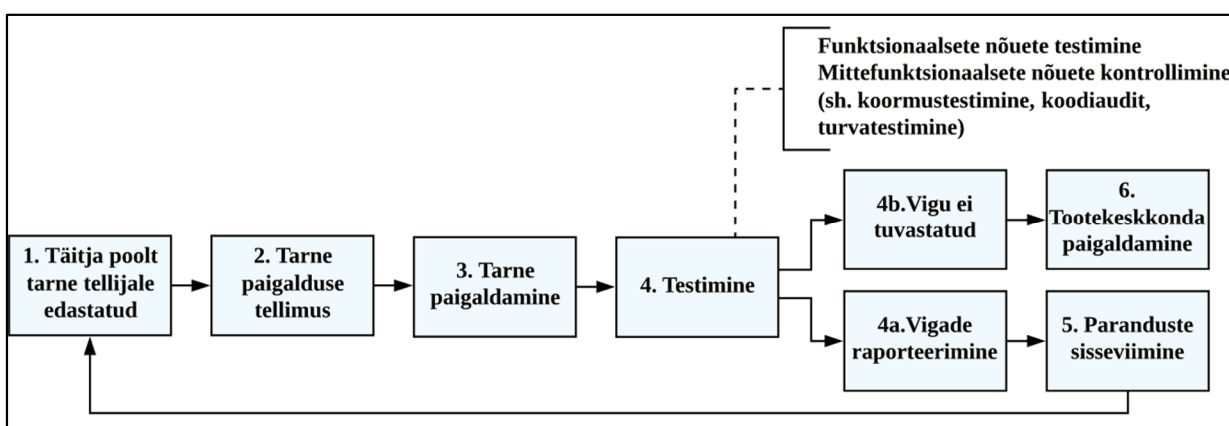 Funktsionaalsete nõuete testimine
Mittefunktsionaalsete nõuete kontrollimine
(sh. koormustestimine, koodiaudit,
turvatestimine)
1. Täitja poolt
tarne tellijale
edastatud
2. Tarne
paigalduse
tellimus
3. Tarne
paigaldamine
4. Testimine
4b.Vigu ei
tuvastatud
6.
Tootekeskkonda
paigaldamine
4a.Vigade
raporteerimine
5. Paranduste
sisseviimine